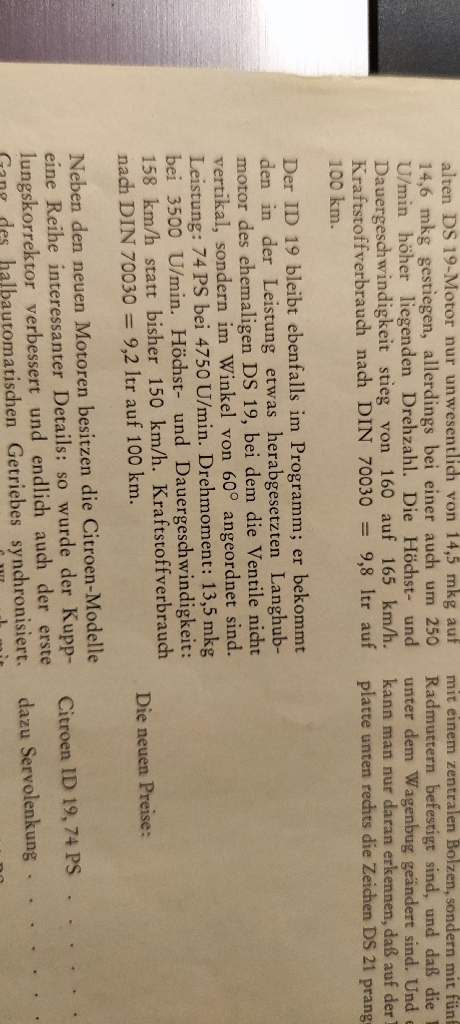 alten DS 19-Motor nur unwesentlich von 14,5 mkg auf
14,6 mkg gestiegen, allerdings bei einer auch um 250
U/min höher liegenden Drehzahl. Die Höchst- und
Dauergeschwindigkeit stieg von 160 auf 165 km/h.
Kraftstoffverbrauch nach DIN 70030 = 9,8 ltr auf
100 km.
Der ID 19 bleibt ebenfalls im Programm; er bekommt
den in der Leistung etwas herabgesetzten Langhub-
motor des ehemaligen DS 19, bei dem die Ventile nicht
vertikal, sondern im Winkel von 60° angeordnet sind.
Leistung: 74 PS bei 4750 U/min. Drehmoment: 13,5 mkg
bei 3500 U/min. Höchst- und Dauergeschwindigkeit:
158 km/h statt bisher 150 km/h. Kraftstoffverbrauch
nach DIN 70030 = 9,2 ltr auf 100 km.
Neben den neuen Motoren besitzen die Citroen-Modelle
eine Reihe interessanter Details: so wurde der Kupp-
lungskorrektor verbessert und endlich auch der erste
Gang des halbautomatischen Getriebes synchronisiert.
mit einem zentralen Bolzen, sondern mit fünf
Radmuttern befestigt sind, und daß die
unter dem Wagenbug geändert sind. Und
kann man nur daran erkennen, daß auf der
platte unten rechts die Zeichen DS 21 prang
Die neuen Preise:
Citroen ID 19, 74 PS . . . . .
dazu Servolenkung . . . . . .